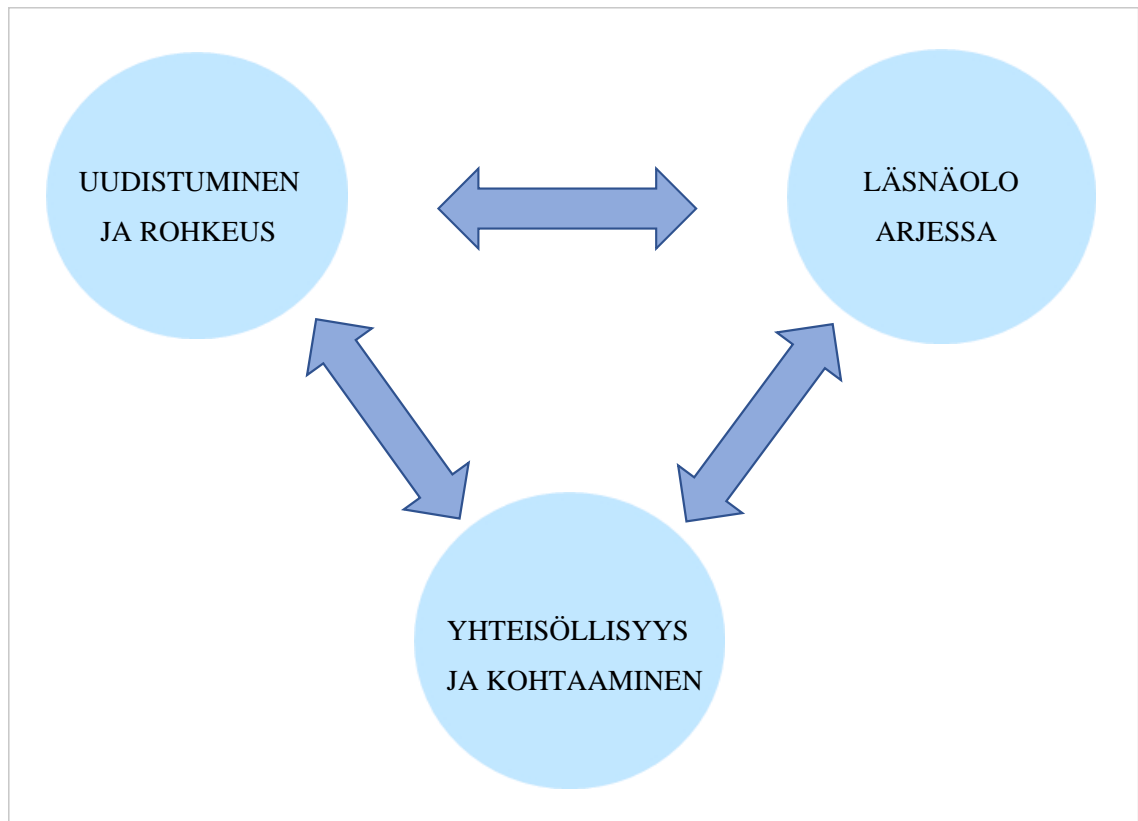 UUDISTUMINEN
JA ROHKEUS
LÄSNÄOLO
ARJESSA
YHTEISÖLLISYYS
JA KOHTAAMINEN